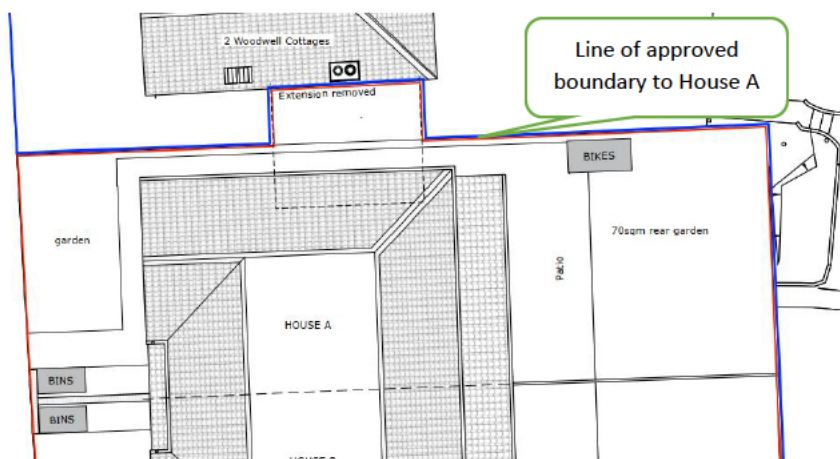 2 Woodwell Cottages
Line of approved
boundary to House A
Extension removed
BIKES
garden
70sqm rear garden
Patio
HOUSE A
BINS
BINS